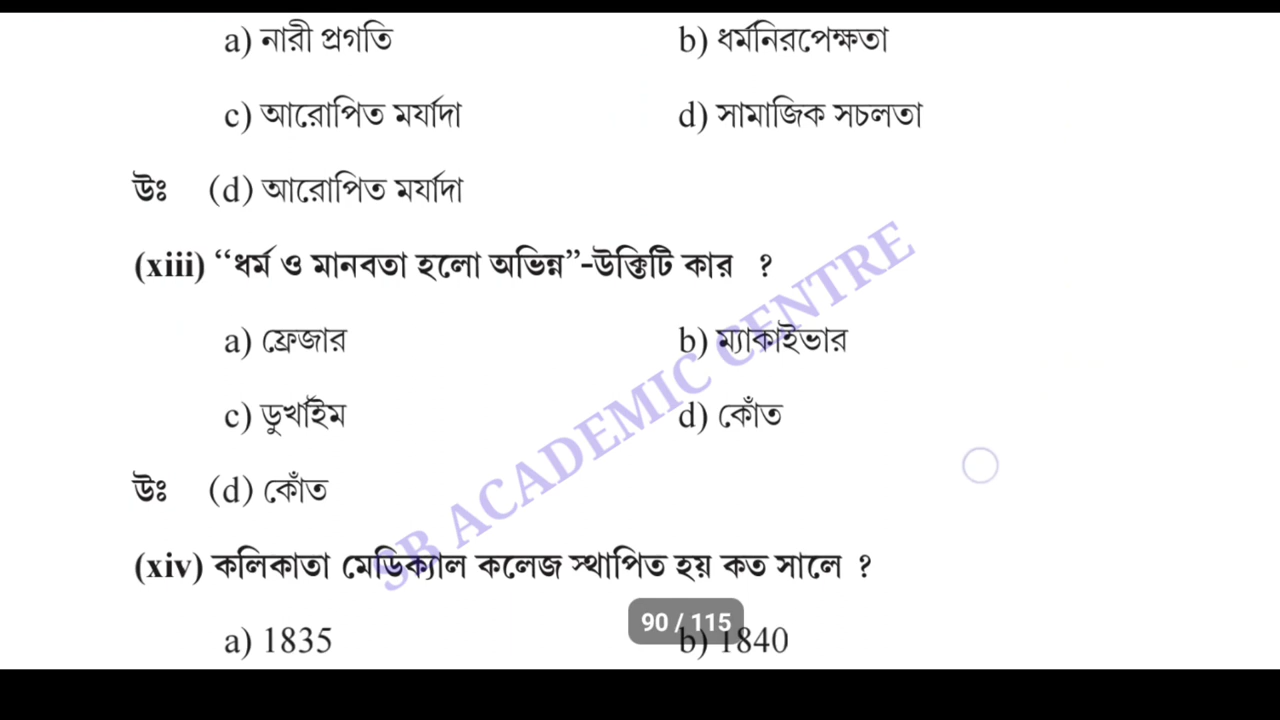 a) নারী প্রগতি b) ধর্মনিরপেক্ষতা
c) আরোপিত মর্যাদা d) সামাজিক সচলতা
উঃ (d) আরোপিত মর্যাদা
(xiii) “ধর্ম ও মানবতা হলো অভিন্ন”-উক্তিটি কার ?
a) ফ্রেজার b) ম্যাকাইভার
c) ডুর্খাইম d) কোঁত
উঃ (d) কোঁত
(xiv) কলিকাতা মেডিক্যাল কলেজ স্থাপিত হয় কত সালে ?
a) 1835 b) 1840
90 / 115
SB ACADEMIC CENTRE